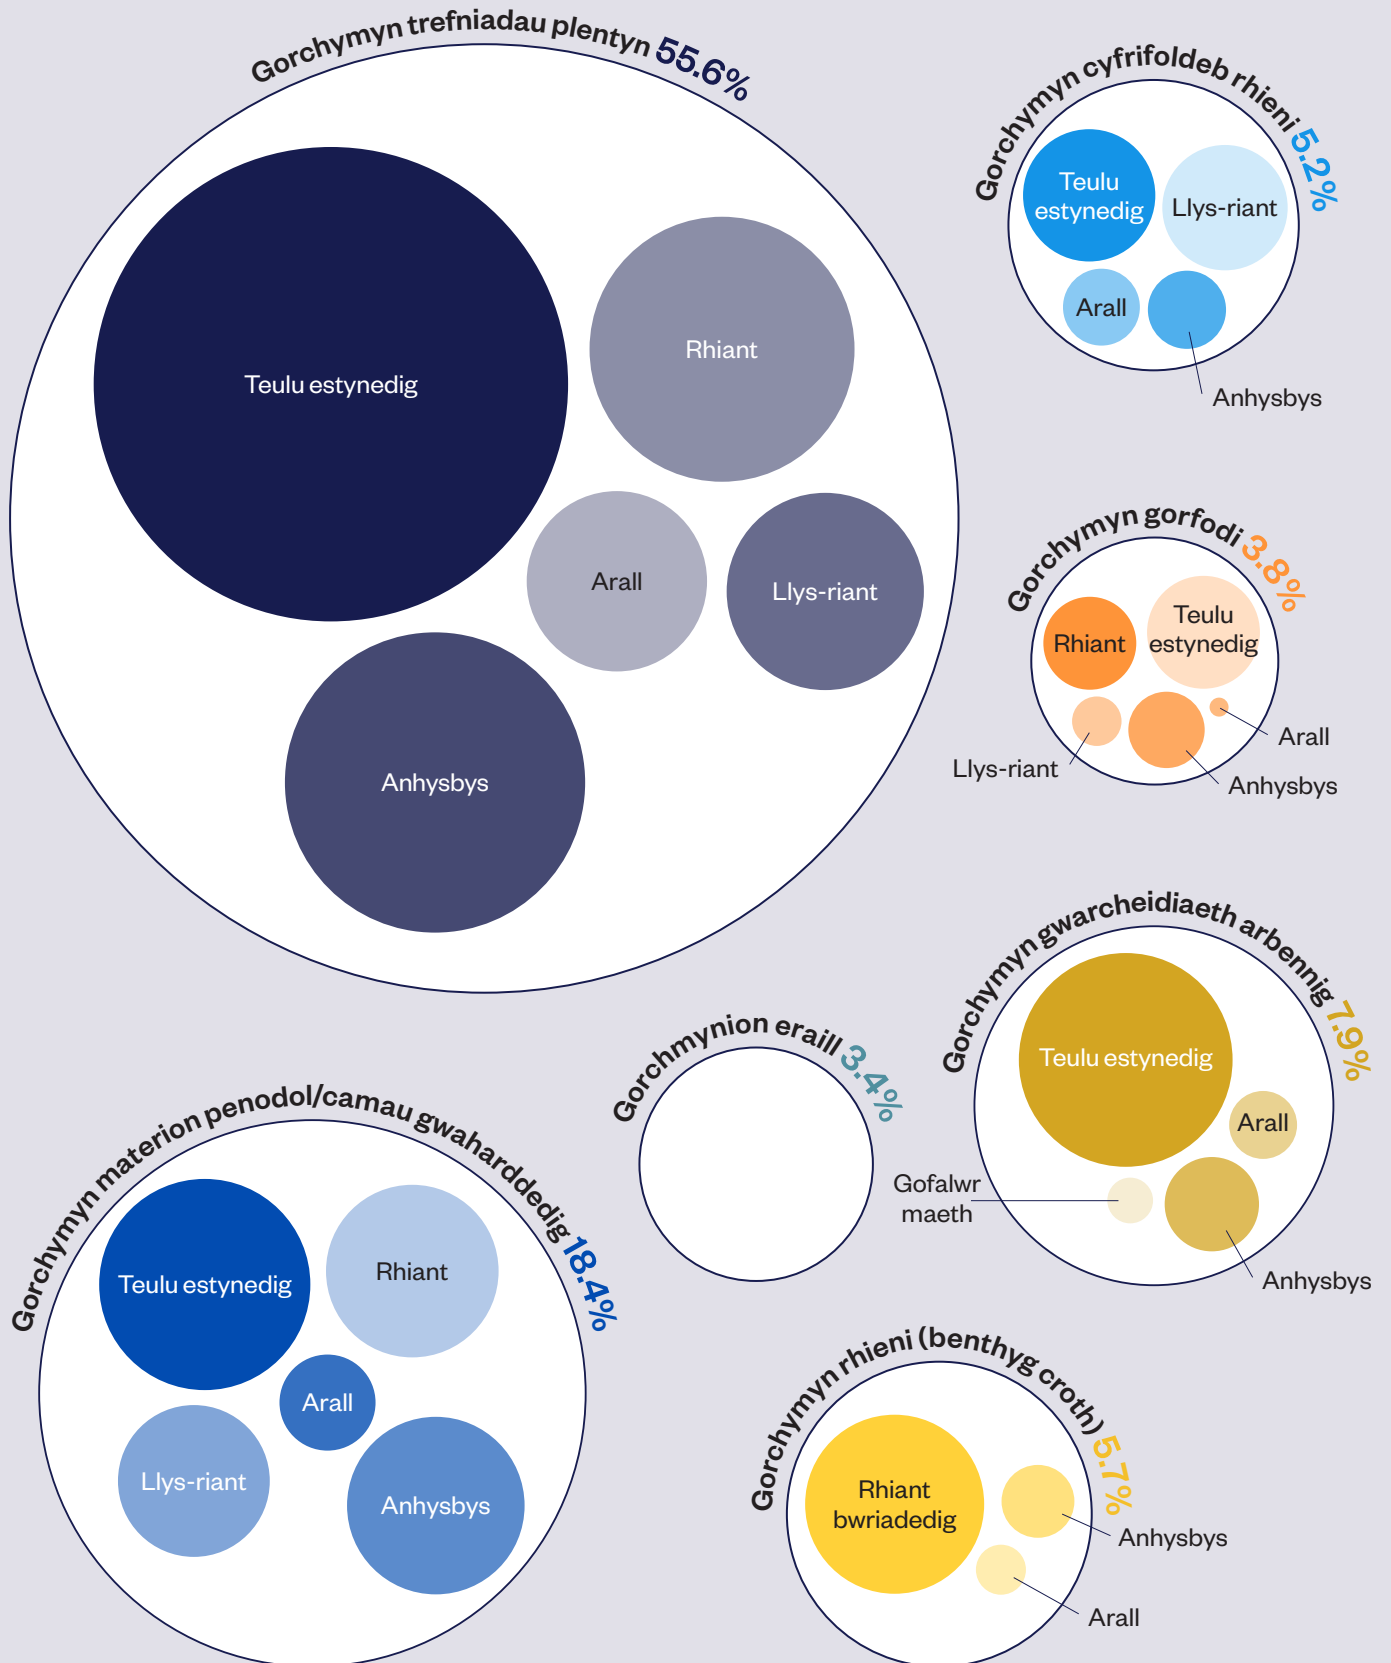 Gorchymyn trefniadau plentyn 55.6%
Teulu estynedig
Rhiant
Arall
Llys-riant
Anhysbys
Gorchymyn cyfrifoldeb rhieni 5.2%
Teulu
estynedig
Llys-riant
Arall
Anhysbys
Gorchymyn gorfodi 3.8%
Rhiant
Teulu
estynedig
Arall
Llys-riant
Anhysbys
Gorchymyn gwarcheidiaeth arbennig 7.9%
Teulu estynedig
Arall
Gofalwr
maeth
Anhysbys
Gorchmynion eraill 3.4%
Gorchymyn materion penodol/camau gwaharddedig 18.4%
Teulu estynedig
Rhiant
Arall
Llys-riant
Anhysbys
Gorchymyn rhieni (benthyg croth) 5.7%
Rhiant
bwriadedig
Anhysbys
Arall